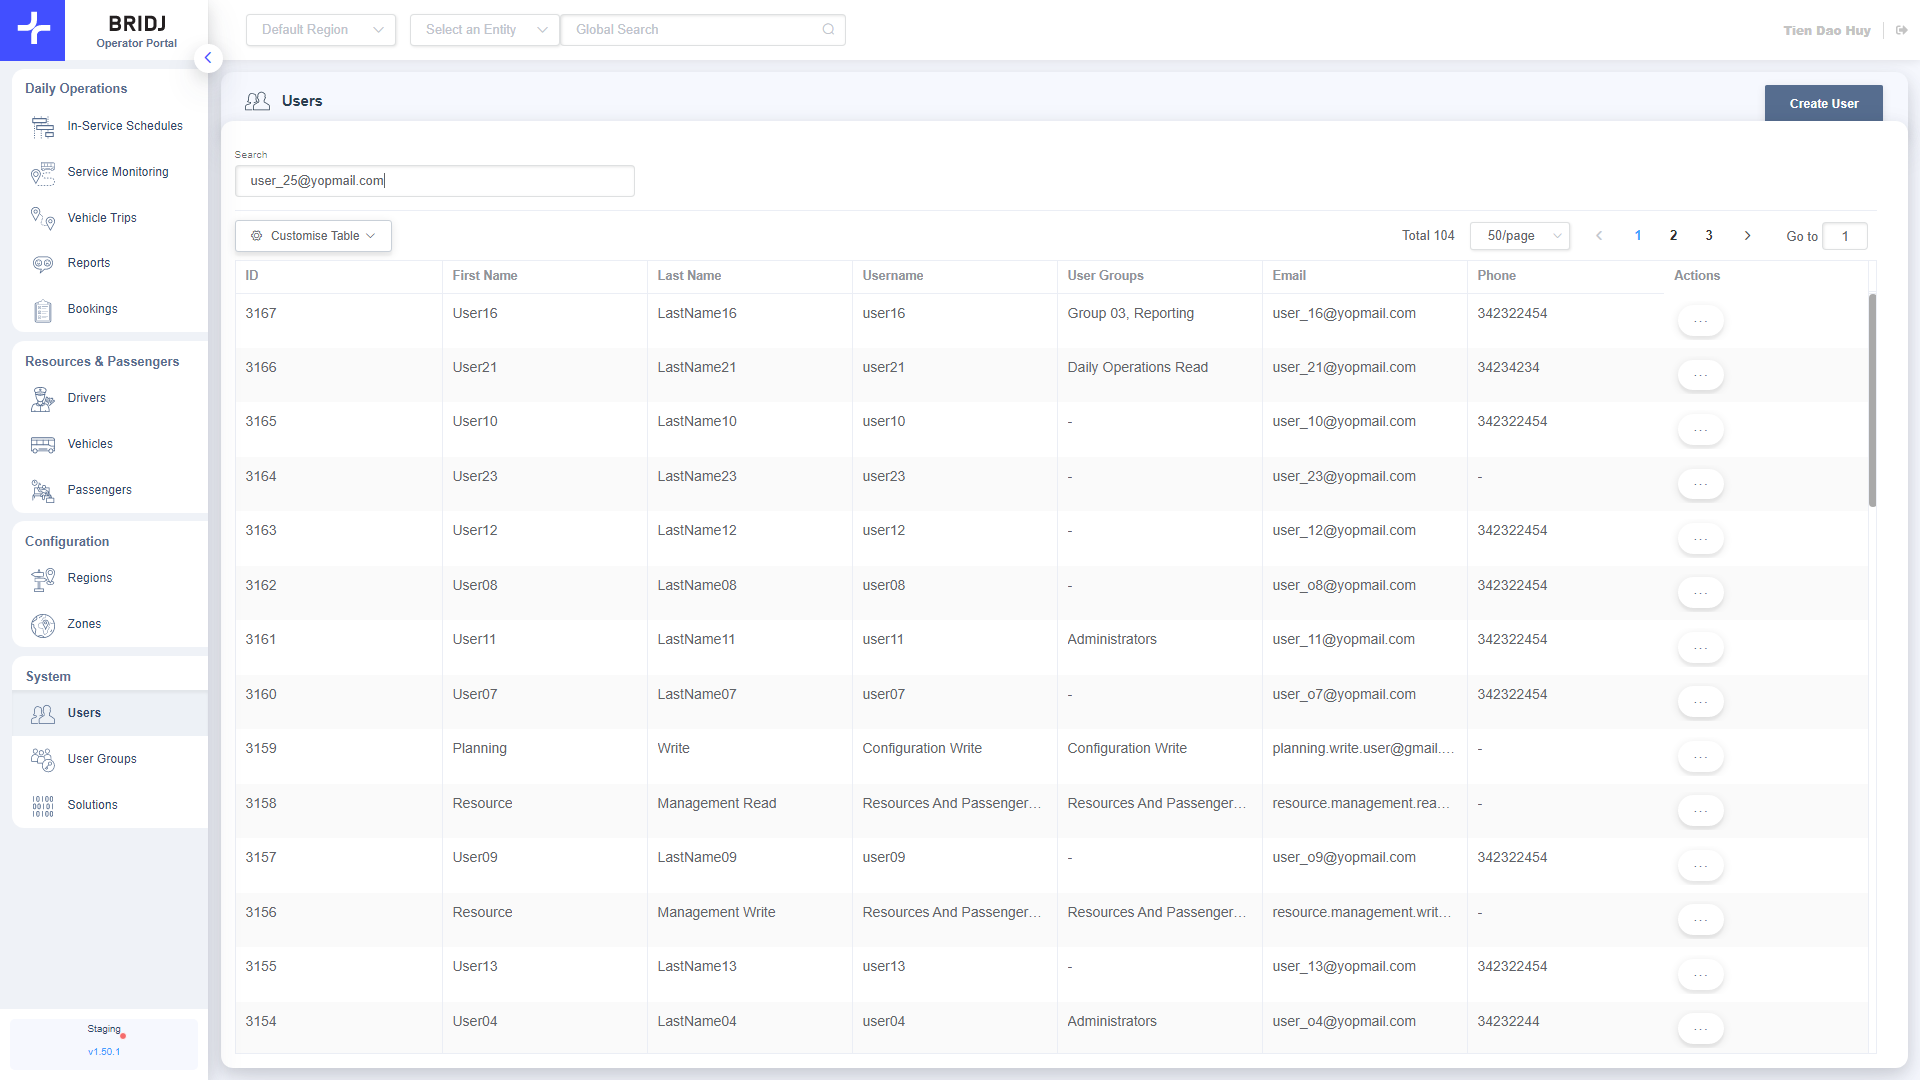 BRIDJ
Operator Portal
Default Region
Select an Entity
Global Search
Tien Dao Huy
Daily Operations
In-Service Schedules
Service Monitoring
Vehicle Trips
Reports
Bookings
Resources & Passengers
Drivers
Vehicles
Passengers
Configuration
Regions
Zones
System
Users
User Groups
Solutions
Staging
v1.50.1
Users
Create User
Search
user_25@yopmail.com
Customise Table
Total 104 50/page 1 2 3 Go to 1
ID First Name Last Name Username User Groups Email Phone Actions
3167 User16 LastName16 user16 Group 03, Reporting user_16@yopmail.com 342322454 ...
3166 User21 LastName21 user21 Daily Operations Read user_21@yopmail.com 34234234 ...
3165 User10 LastName10 user10 - user_10@yopmail.com 342322454 ...
3164 User23 LastName23 user23 - user_23@yopmail.com - ...
3163 User12 LastName12 user12 - user_12@yopmail.com 342322454 ...
3162 User08 LastName08 user08 - user_o8@yopmail.com 342322454 ...
3161 User11 LastName11 user11 Administrators user_11@yopmail.com 342322454 ...
3160 User07 LastName07 user07 - user_o7@yopmail.com 342322454 ...
3159 Planning Write Configuration Write Configuration Write planning.write.user@gmail.... - ...
3158 Resource Management Read Resources And Passenger... Resources And Passenger... resource.management.rea... - ...
3157 User09 LastName09 user09 - user_o9@yopmail.com 342322454 ...
3156 Resource Management Write Resources And Passenger... Resources And Passenger... resource.management.writ... - ...
3155 User13 LastName13 user13 - user_13@yopmail.com 342322454 ...
3154 User04 LastName04 user04 Administrators user_o4@yopmail.com 34232244 ...